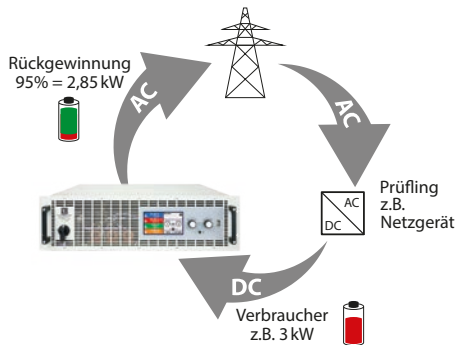 Rückgewinnung
95% = 2,85 kW
AC
AC
Prüfling
z.B.
Netzgerät
AC
DC
DC
Verbraucher
z.B. 3 kW